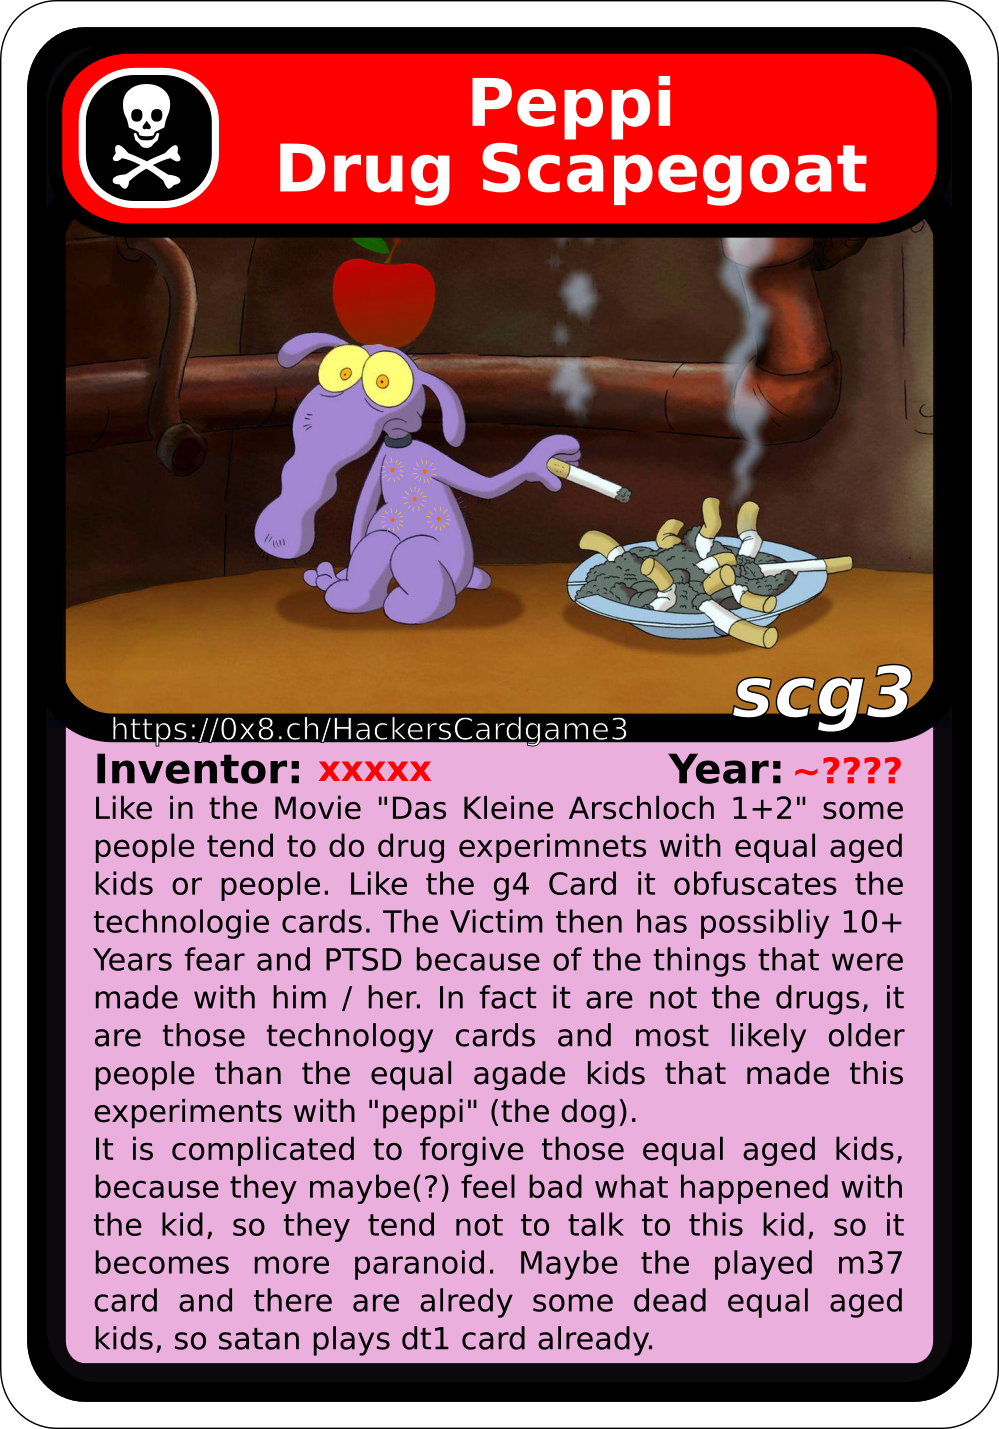 Peppi
Drug Scapegoat
scg3
https://0x8.ch/HackersCardgame3
Inventor: xxxxx Year: ~????
Like in the Movie "Das Kleine Arschloch 1+2" some
people tend to do drug experimnets with equal aged
kids or people. Like the g4 Card it obfuscates the
technologie cards. The Victim then has possibliy 10+
Years fear and PTSD because of the things that were
made with him / her. In fact it are not the drugs, it
are those technology cards and most likely older
people than the equal agade kids that made this
experiments with "peppi" (the dog).
It is complicated to forgive those equal aged kids,
because they maybe(?) feel bad what happened with
the kid, so they tend not to talk to this kid, so it
becomes more paranoid. Maybe the played m37
card and there are alredy some dead equal aged
kids, so satan plays dt1 card already.